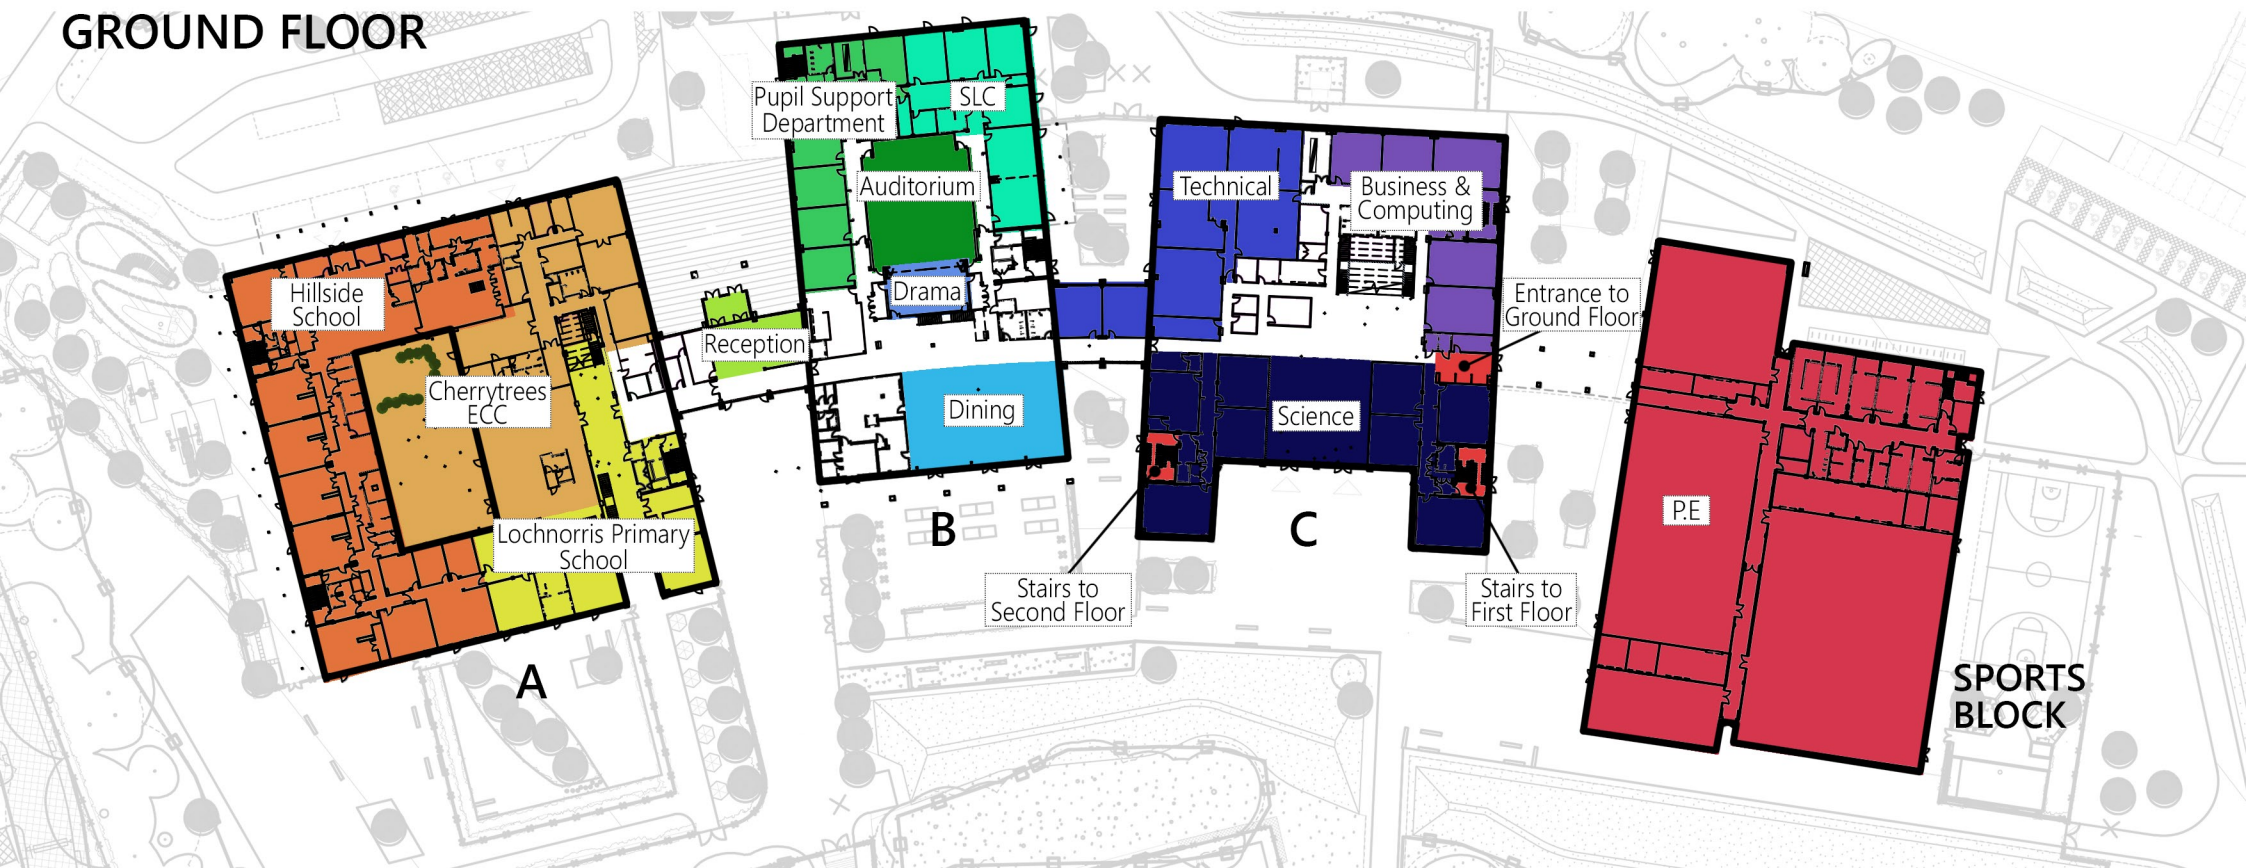 GROUND FLOOR
Pupil Support
Department
SLC
Auditorium
Drama
Technical
Business &
Computing
Hillside
School
Entrance to
Ground Floor
Reception
Cherrytrees
ECC
Dining
Science
Lochnorris Primary
School
P.E
B
C
Stairs to
Second Floor
Stairs to
First Floor
A
SPORTS
BLOCK